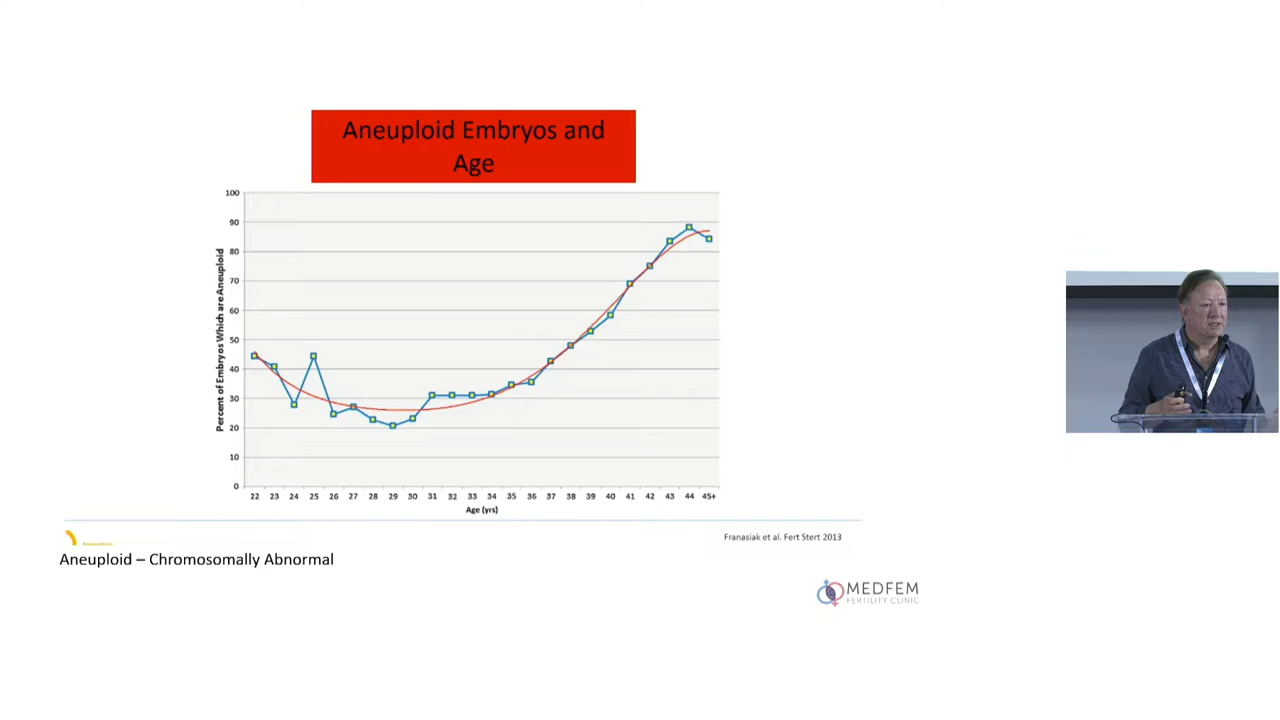 Aneuploid Embryos and
Age
Percent of Embryos Which are Aneuploid
100
90
80
70
60
50
40
30
20
10
0
22 23 24 25 26 27 28 29 30 31 32 33 34 35 36 37 38 39 40 41 42 43 44 45+
Age (yrs)
Franasiak et al. Fert Stert 2013
Aneuploid – Chromosomally Abnormal
MEDFEM
FERTILITY CLINIC